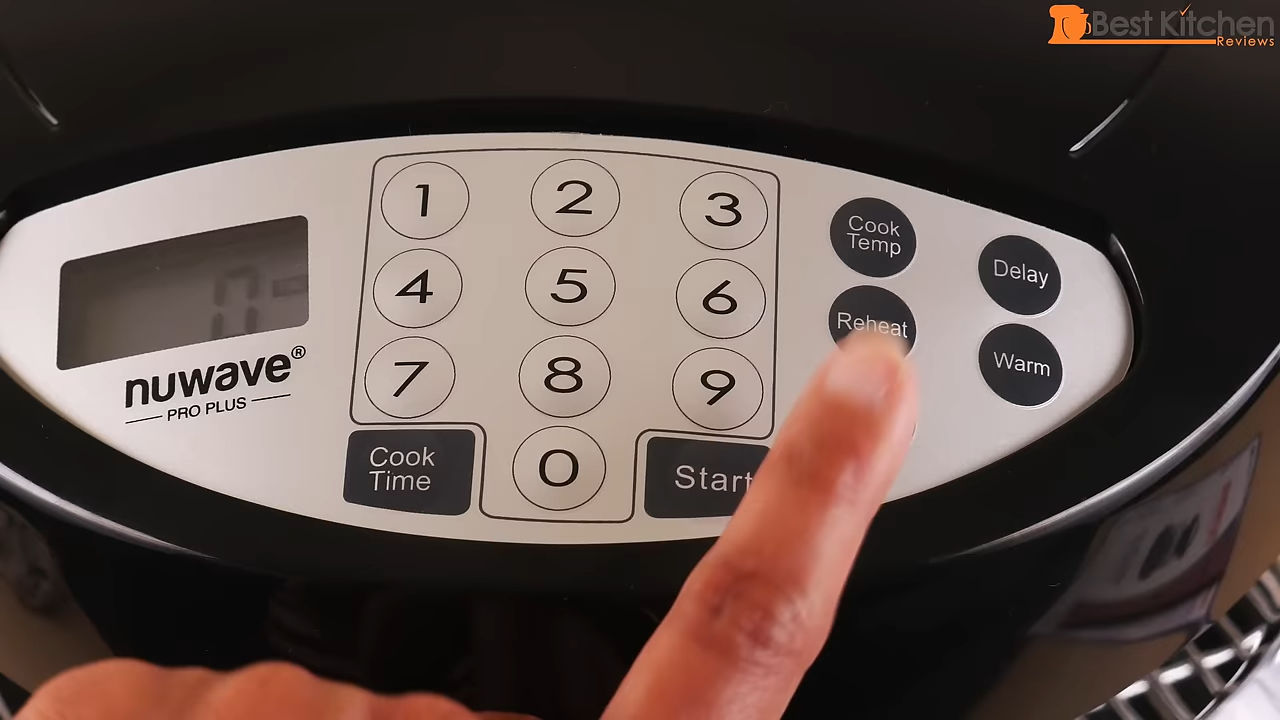 Best Kitchen
Reviews
0
nuwave®
PRO PLUS
1 2 3
4 5 6
7 8 9
0
Cook
Time
Start
Cook
Temp
Reheat
Delay
Warm